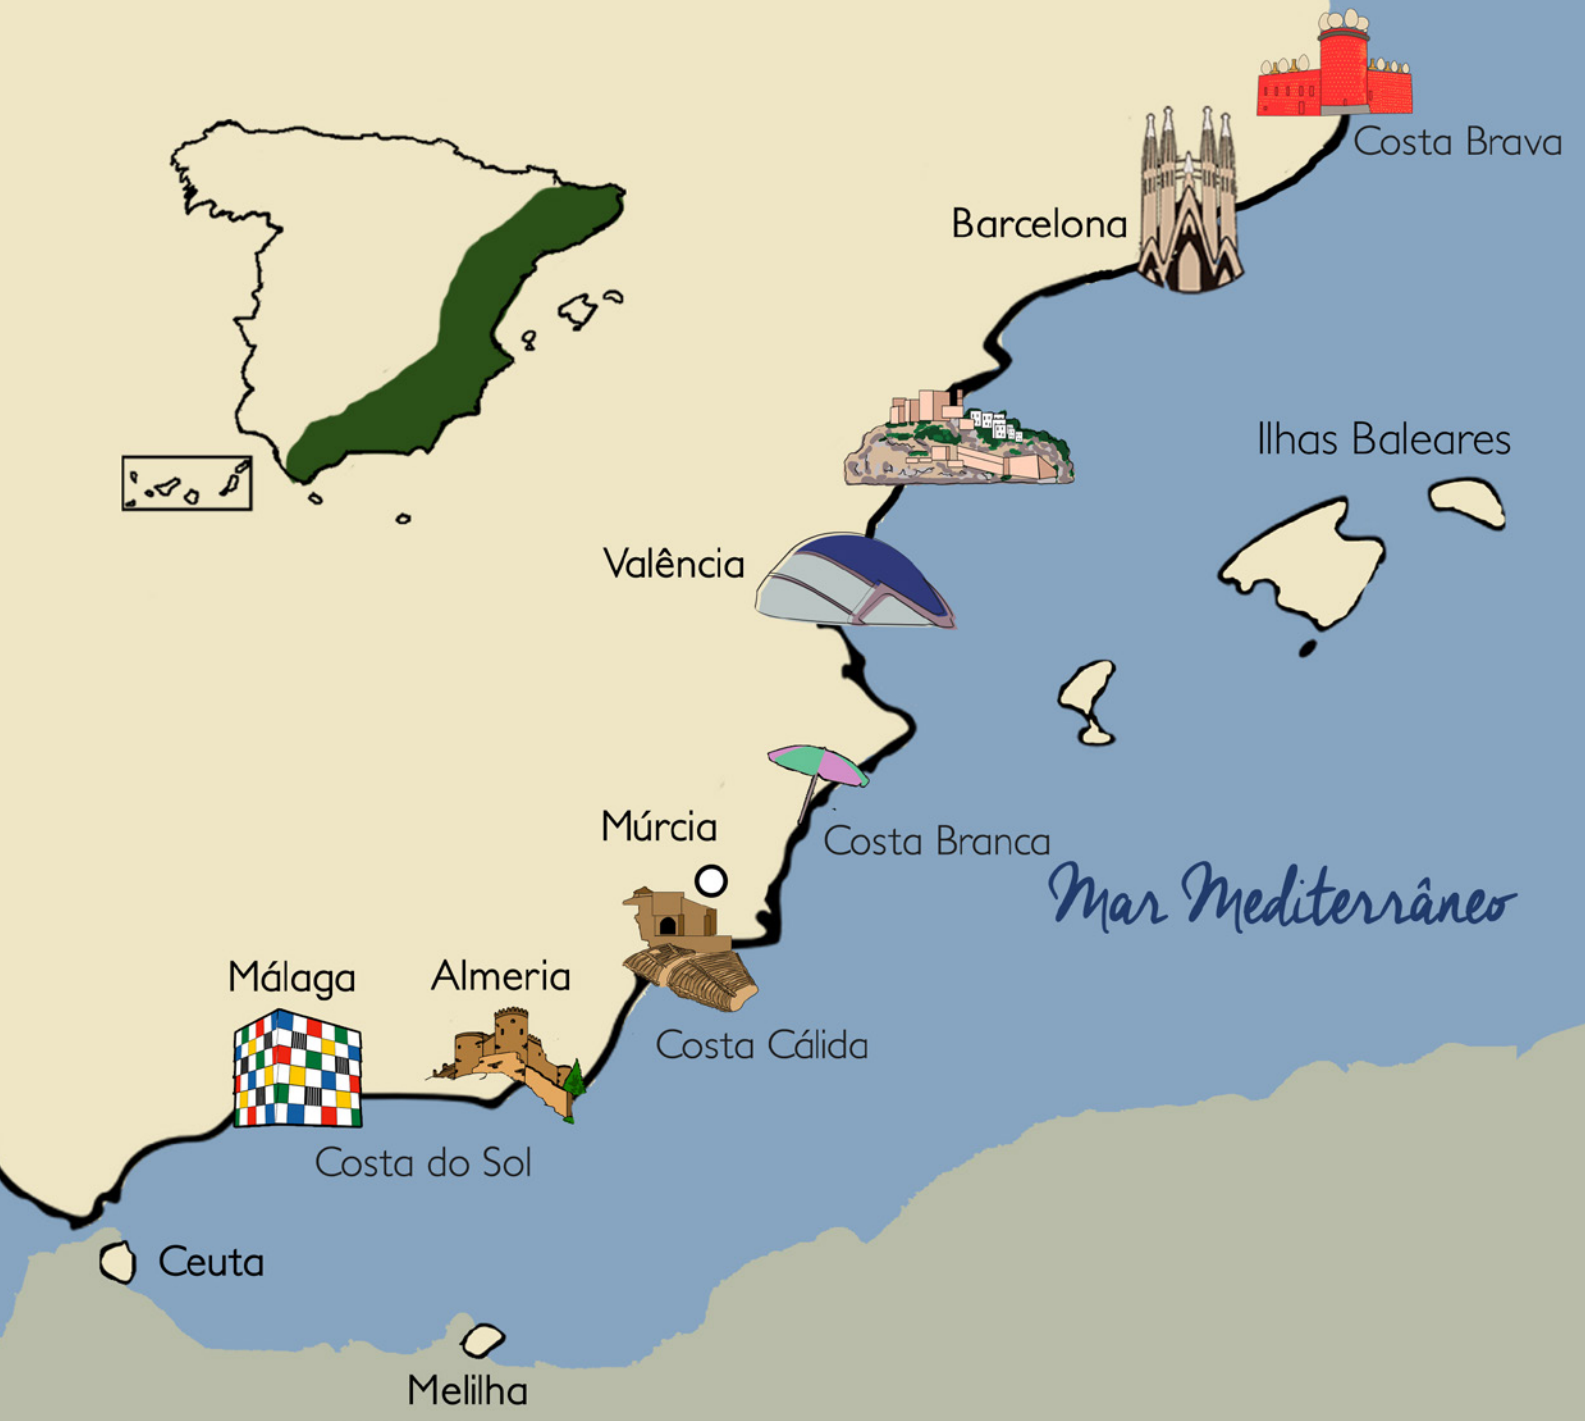 Costa Brava
Barcelona
Ilhas Baleares
Valência
Múrcia
Costa Branca
Mar Mediterrâneo
Málaga
Almeria
Costa Cálida
Costa do Sol
Ceuta
Melilha